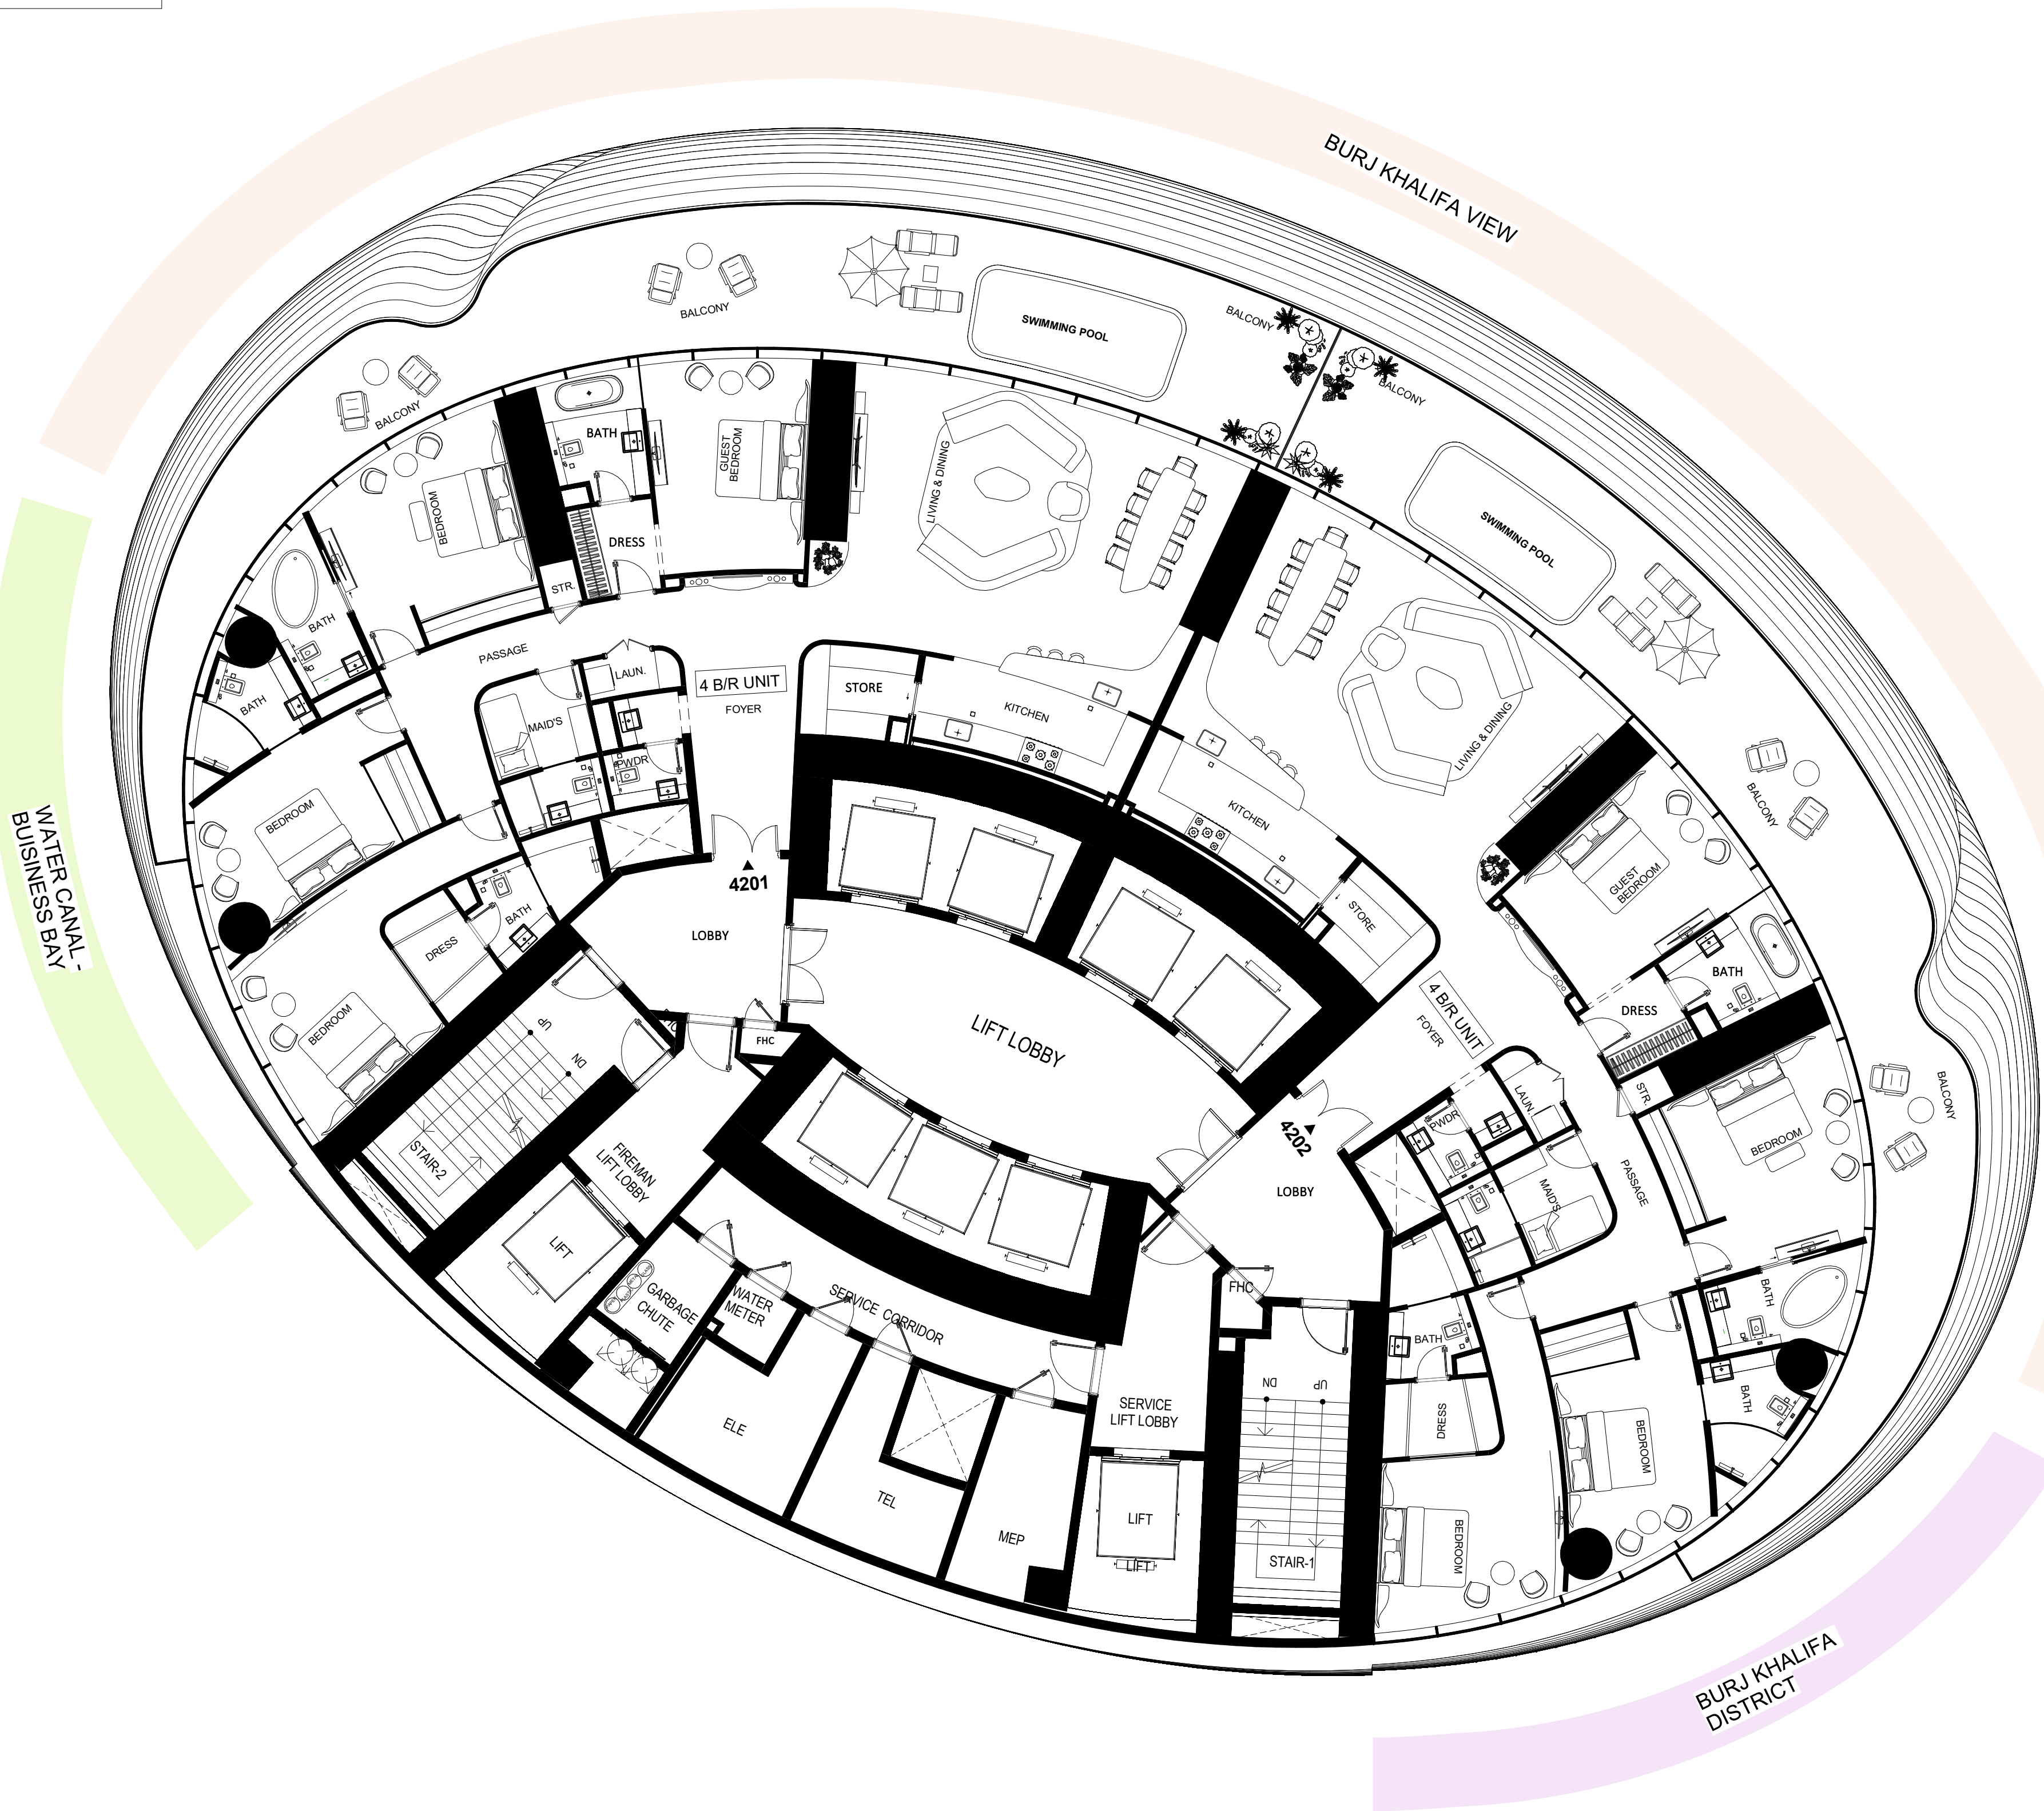 BURJ KHALIFA VIEW
BALCONY
SWIMMING POOL
BALCONY
BALCONY
BALCONY
SWIMMING POOL
BATH
GUEST
BEDROOM
LIVING & DINING
BEDROOM
DRESS
STR.
BATH
BATH
PASSAGE
LAUN.
4 B/R UNIT
FOYER
STORE
KITCHEN
MAID'S
PWDR
BEDROOM
4201
LOBBY
LIVING & DINING
KITCHEN
STORE
GUEST
BEDROOM
BALCONY
BATH
DRESS
4 B/R UNIT
FOYER
STR.
BEDROOM
BALCONY
WATER CANAL -
BUISINESS BAY
DRESS
BATH
BEDROOM
UP
DN
STAIR-2
FHC
LIFT LOBBY
4202
LOBBY
PWDR
LAUN.
MAID'S
PASSAGE
FIREMAN
LIFT LOBBY
LIFT
GARBAGE
CHUTE
WATER
METER
SERVICE CORRIDOR
ELE
TEL
MEP
SERVICE
LIFT LOBBY
LIFT
LIFT
FHC
DN
UP
STAIR-1
BATH
DRESS
BEDROOM
BEDROOM
BATH
BATH
BURJ KHALIFA
DISTRICT